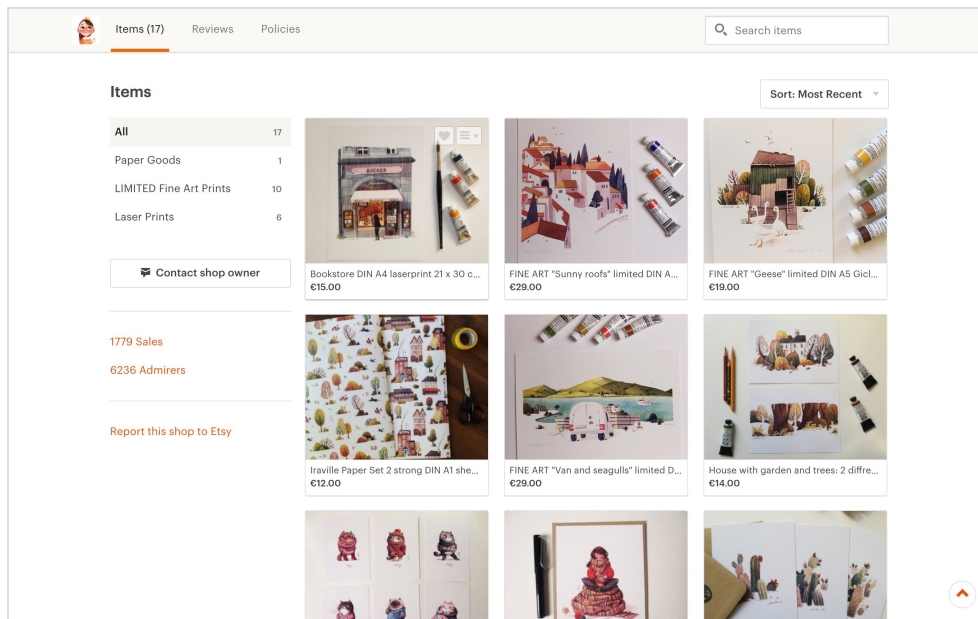 Items (17)
Reviews
Policies
Search items
Items
Sort: Most Recent
All 17
Paper Goods 1
LIMITED Fine Art Prints 10
Laser Prints 6
Contact shop owner
1779 Sales
6236 Admirers
Report this shop to Etsy
BÜCHER
Bookstore DIN A4 laserprint 21 x 30 c...
€15.00
FINE ART "Sunny roofs" limited DIN A...
€29.00
FINE ART "Geese" limited DIN A5 Gicl...
€19.00
Iraville Paper Set 2 strong DIN A1 she...
€12.00
FINE ART "Van and seagulls" limited D...
€29.00
House with garden and trees: 2 diffre...
€14.00